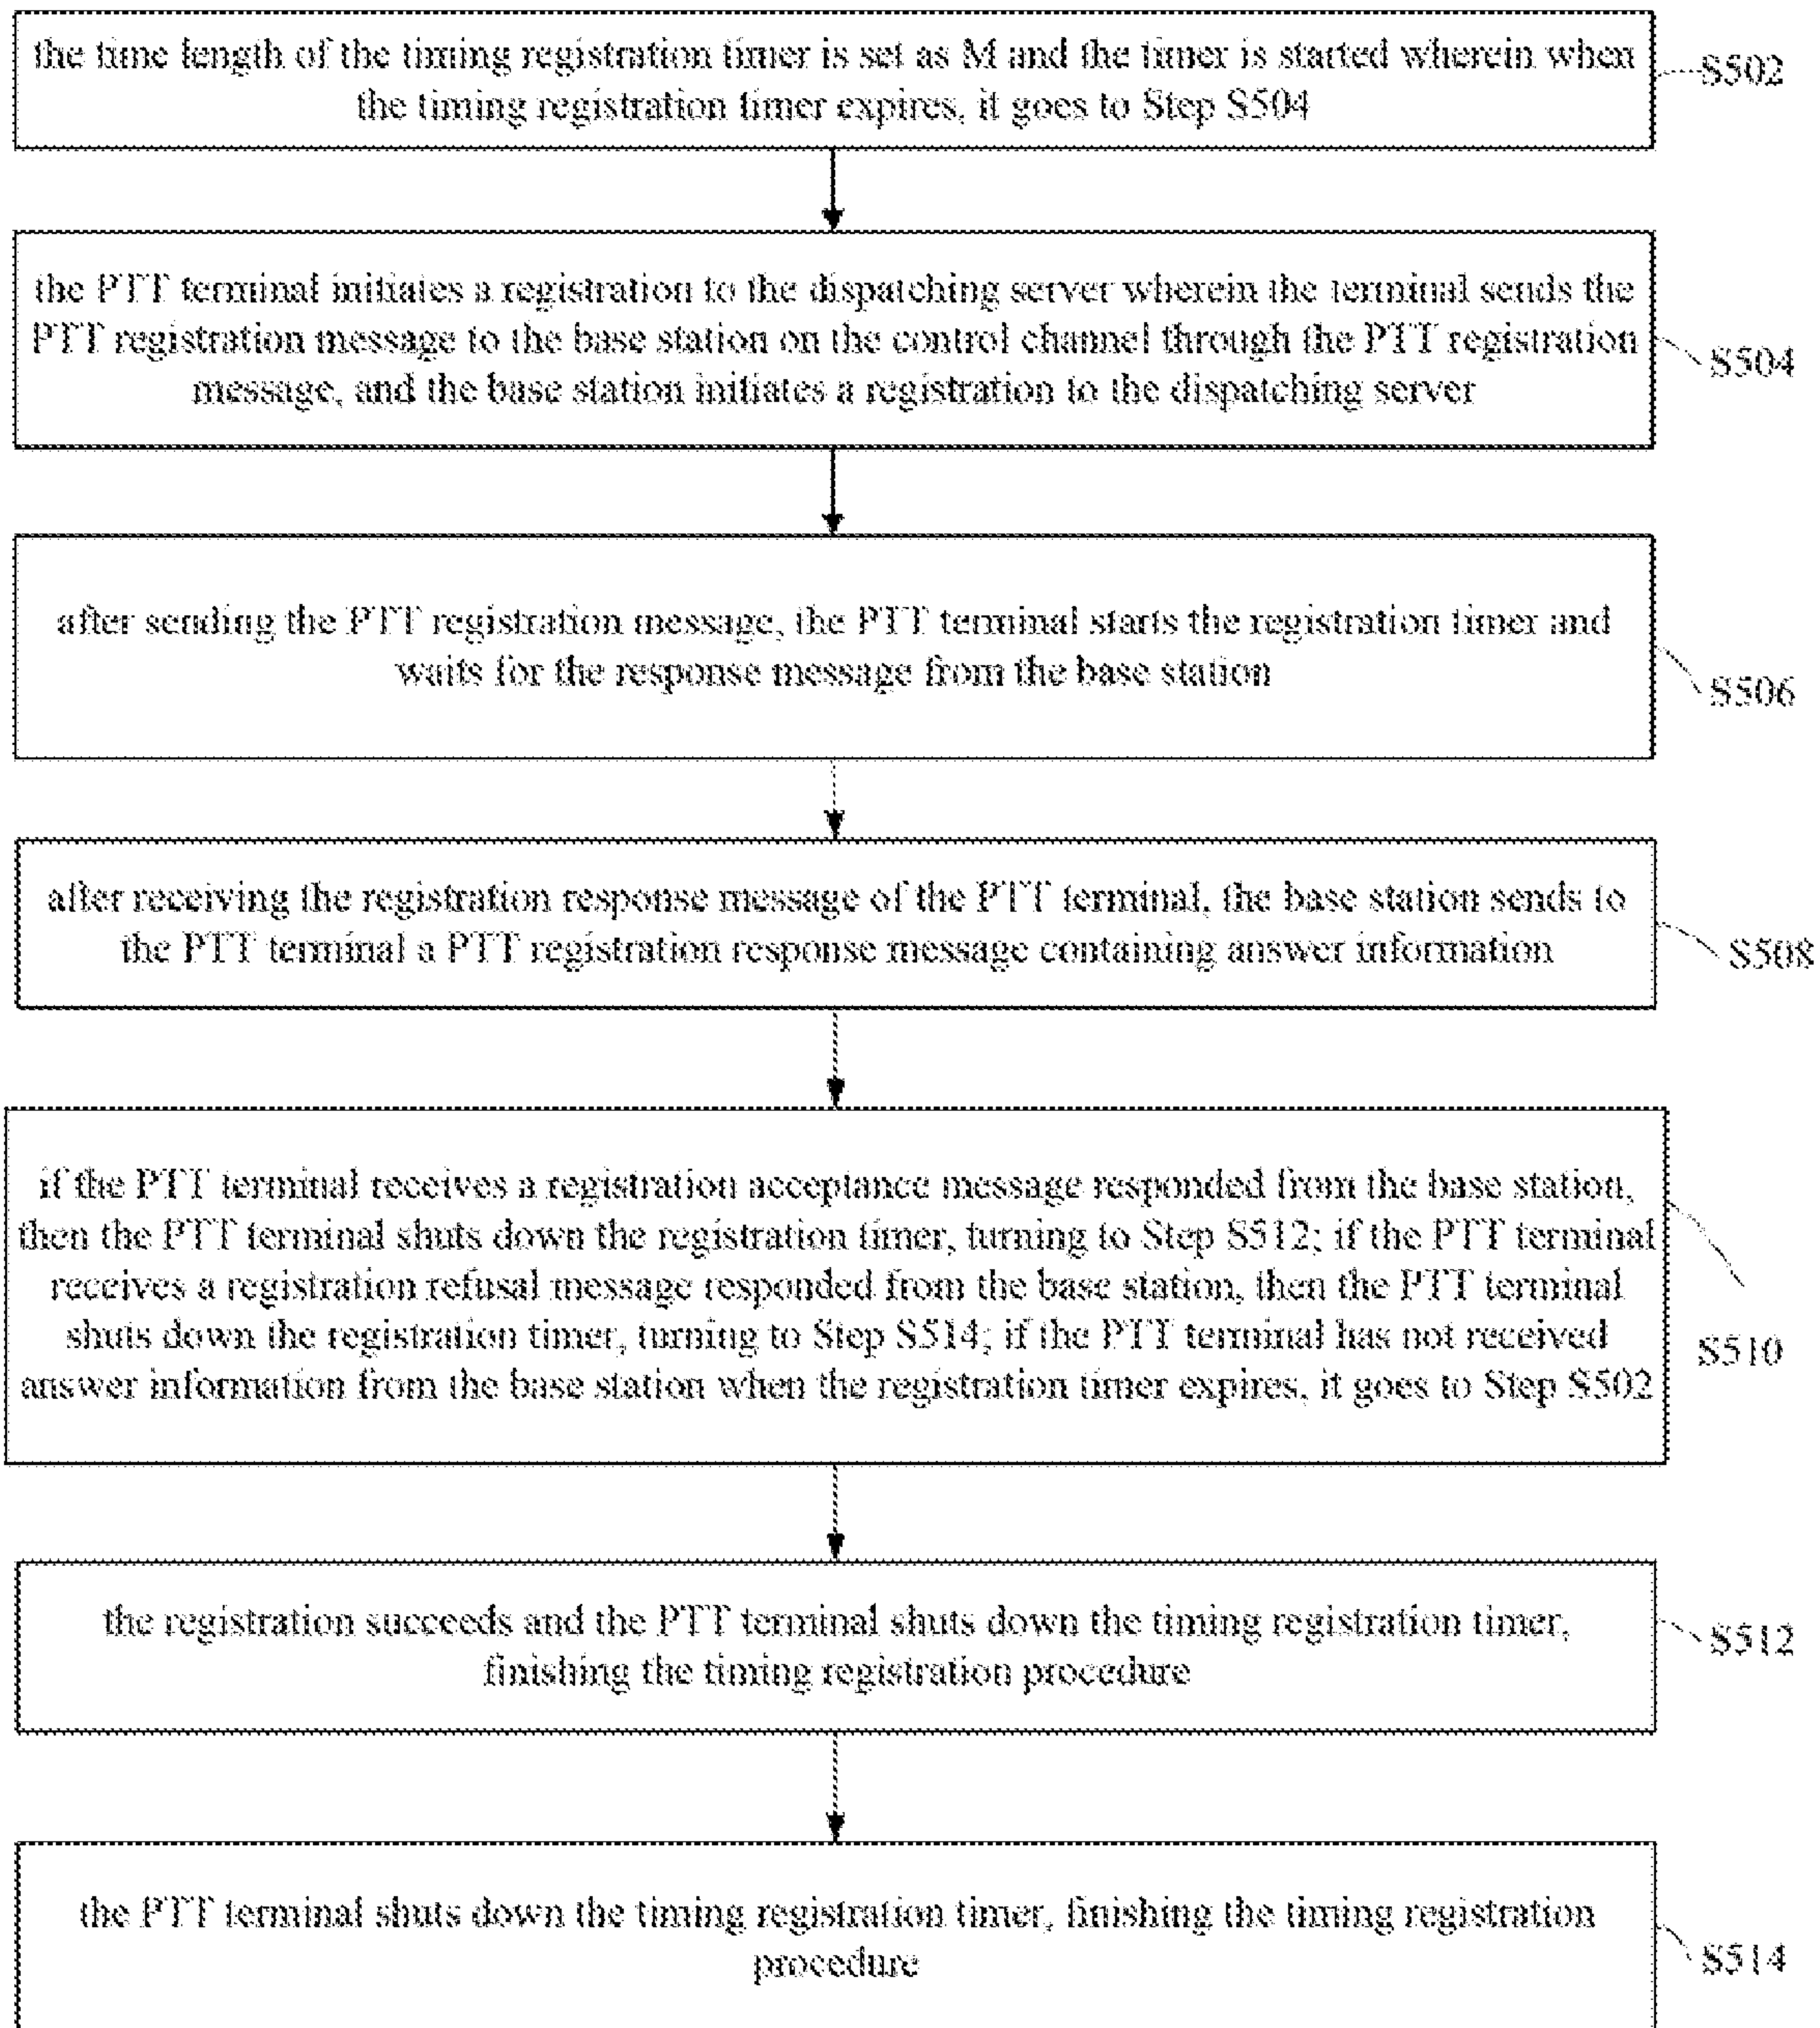 the time length of the timing registration timer is set as M and the timer is started wherein when
the timing registration timer expires, it goes to Step S504
S502
the PTT terminal initiates a registration to the dispatching server wherein the terminal sends the
PTT registration message to the base station on the control channel through the PTT registration
message, and the base station initiates a registration to the dispatching server
S504
after sending the PTT registration message, the PTT terminal starts the registration timer and
waits for the response message from the base station
S506
after receiving the registration response message of the PTT terminal, the base station sends to
the PTT terminal a PTT registration response message containing answer information
S508
if the PTT terminal receives a registration acceptance message responded from the base station,
then the PTT terminal shuts down the registration timer, turning to Step S512; if the PTT terminal
receives a registration refusal message responded from the base station, then the PTT terminal
shuts down the registration timer, turning to Step S514; if the PTT terminal has not received
answer information from the base station when the registration timer expires, it goes to Step S502
S510
the registration succeeds and the PTT terminal shuts down the timing registration timer,
finishing the timing registration procedure
S512
the PTT terminal shuts down the timing registration timer, finishing the timing registration
procedure
S514